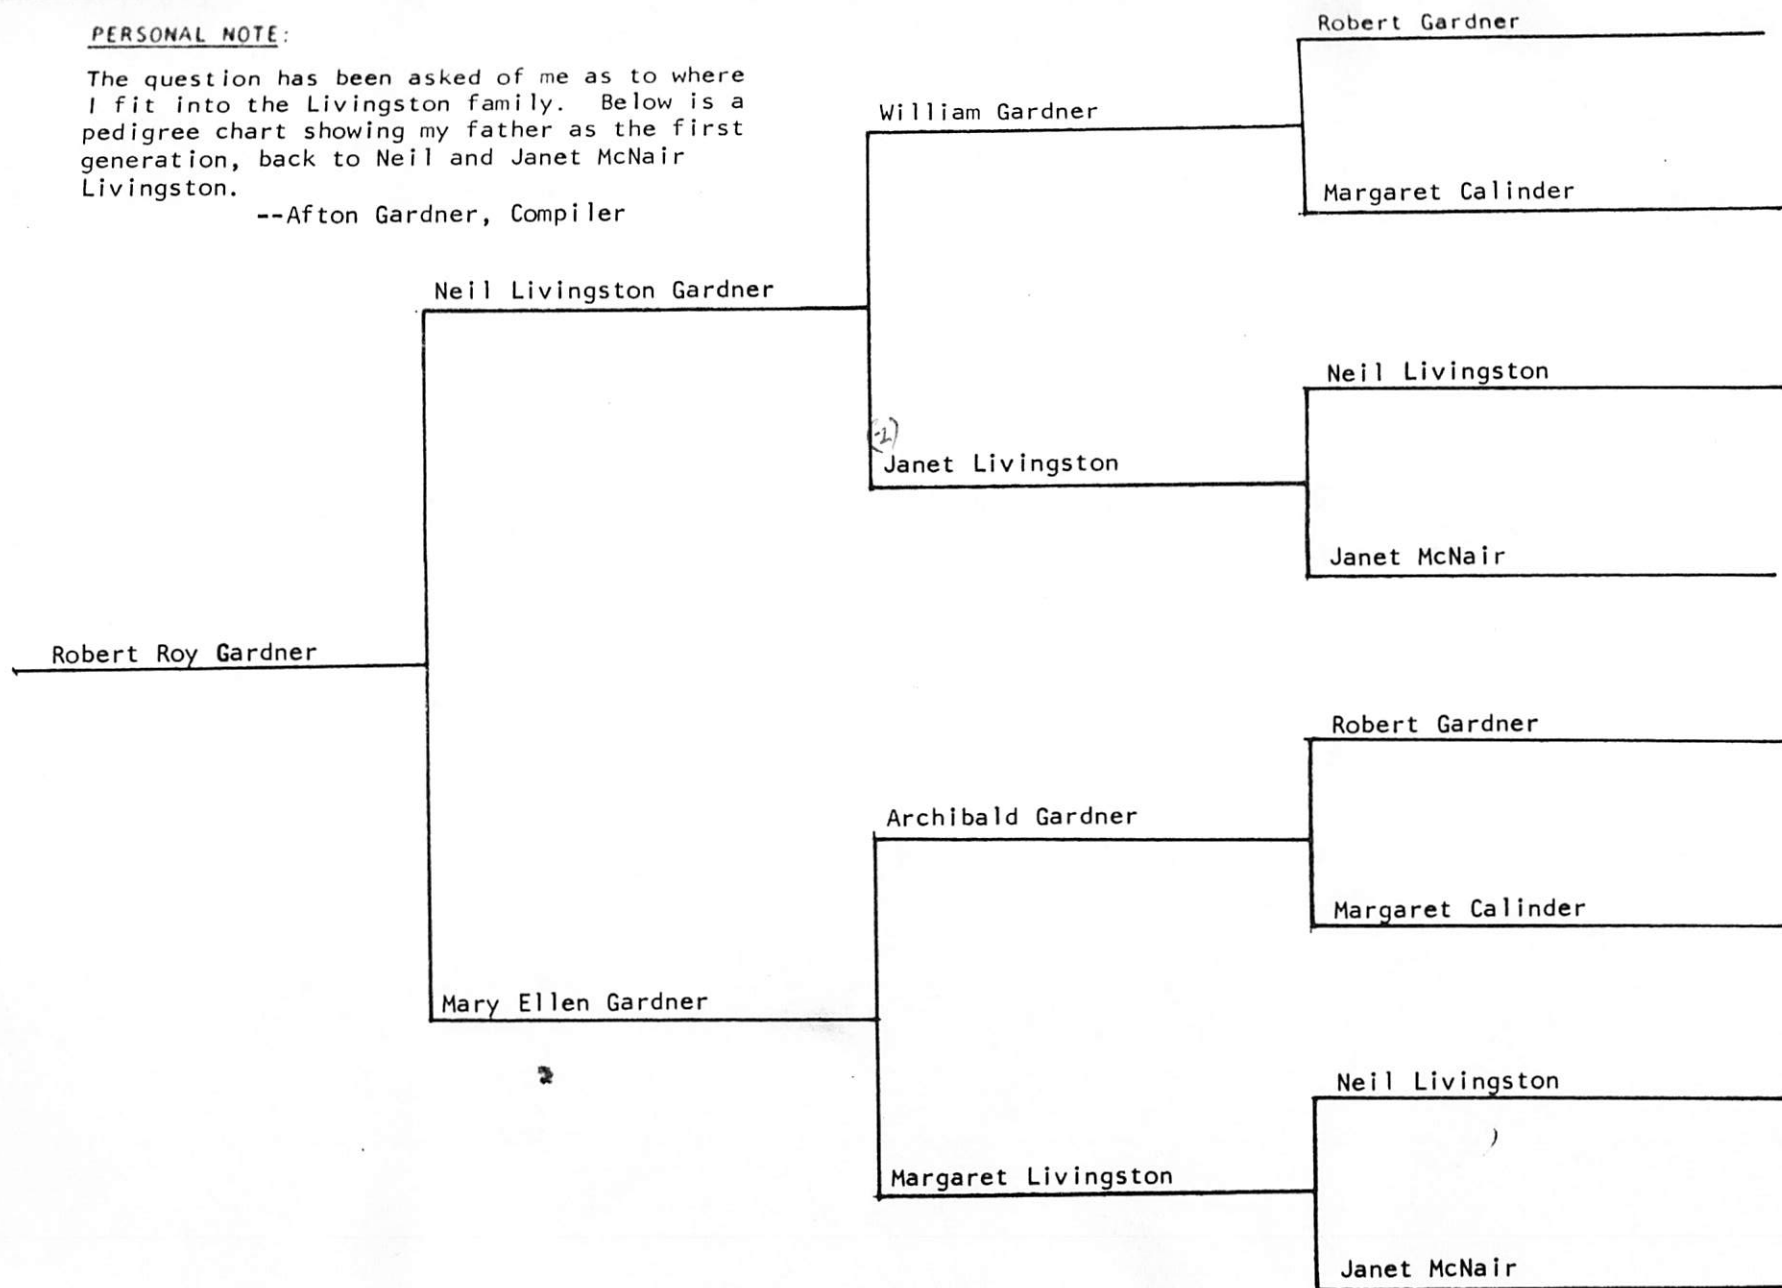 PERSONAL NOTE:
The question has been asked of me as to where
I fit into the Livingston family. Below is a
pedigree chart showing my father as the first
generation, back to Neil and Janet McNair
Livingston.
--Afton Gardner, Compiler
Robert Gardner
William Gardner
Margaret Calinder
Neil Livingston Gardner
Neil Livingston
Janet Livingston
Janet McNair
Robert Roy Gardner
Robert Gardner
Archibald Gardner
Margaret Calinder
Mary Ellen Gardner
Neil Livingston
Margaret Livingston
Janet McNair